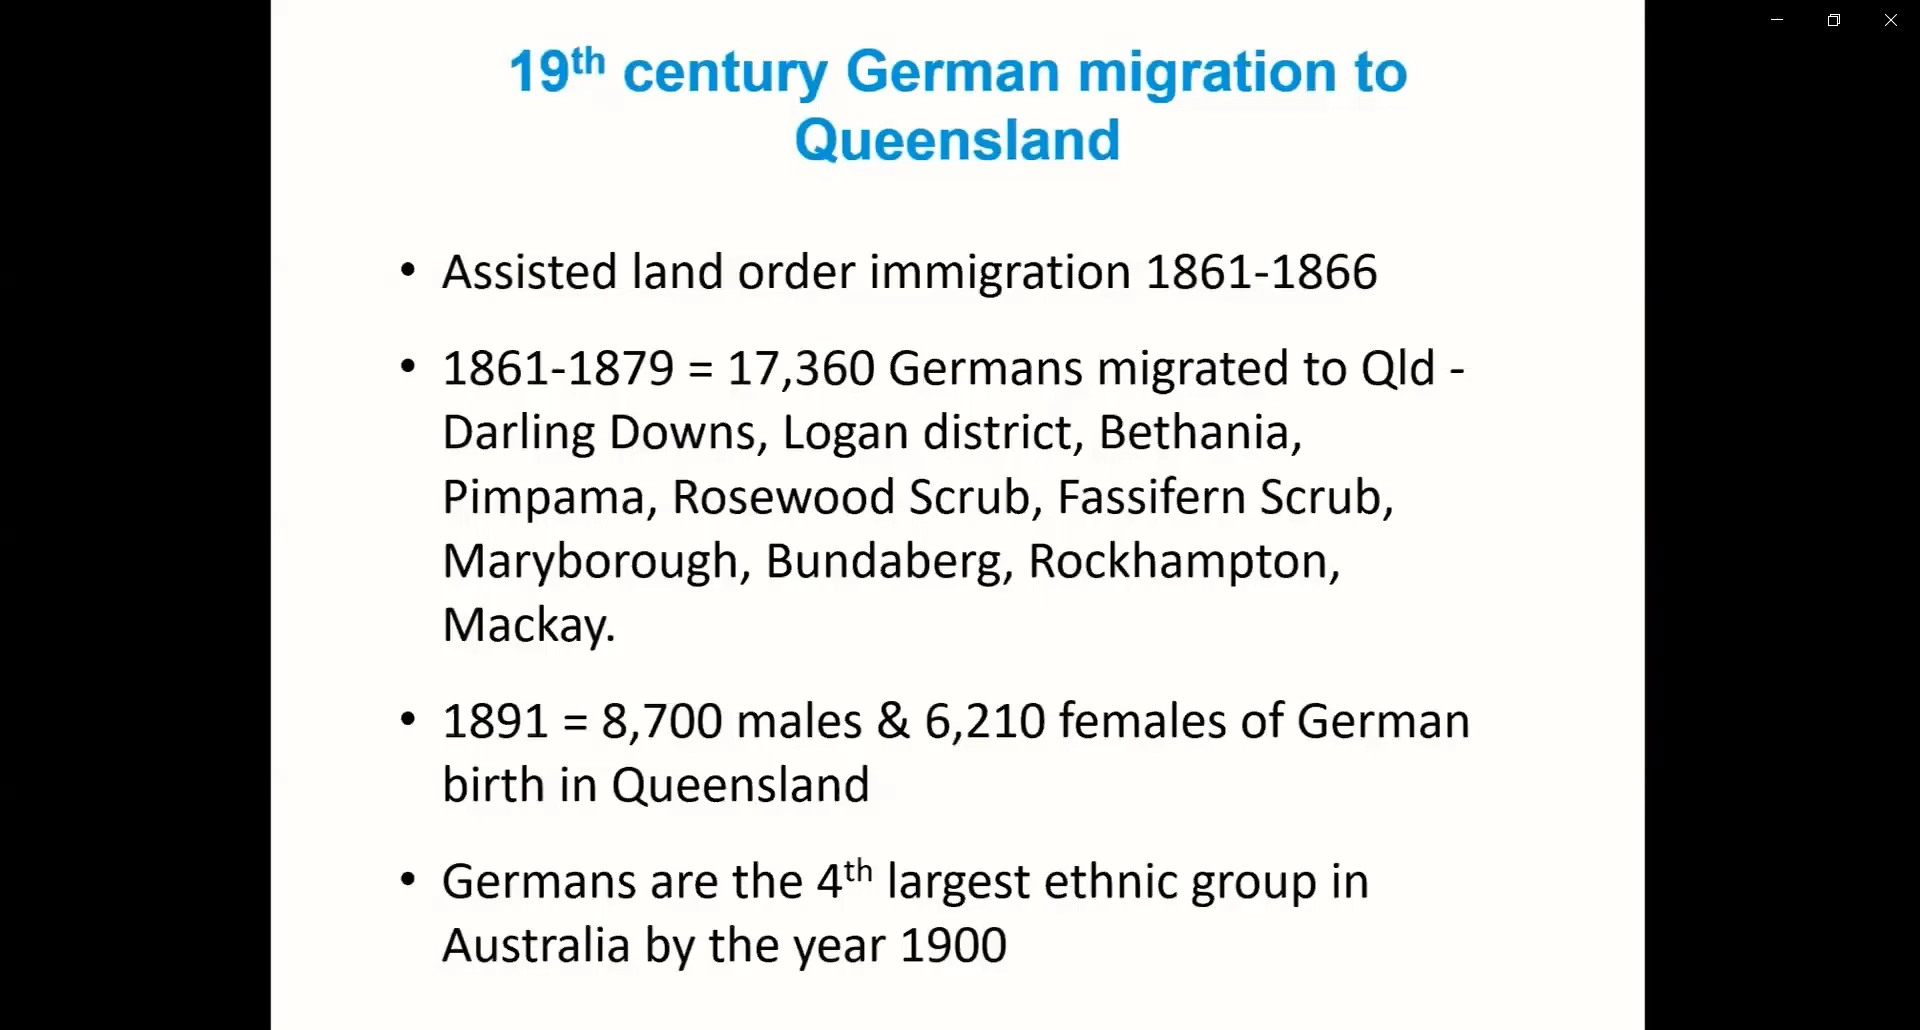 19th century German migration to
Queensland
• Assisted land order immigration 1861-1866
• 1861-1879 = 17,360 Germans migrated to Qld -
Darling Downs, Logan district, Bethania,
Pimpama, Rosewood Scrub, Fassifern Scrub,
Maryborough, Bundaberg, Rockhampton,
Mackay.
• 1891 = 8,700 males & 6,210 females of German
birth in Queensland
• Germans are the 4th largest ethnic group in
Australia by the year 1900